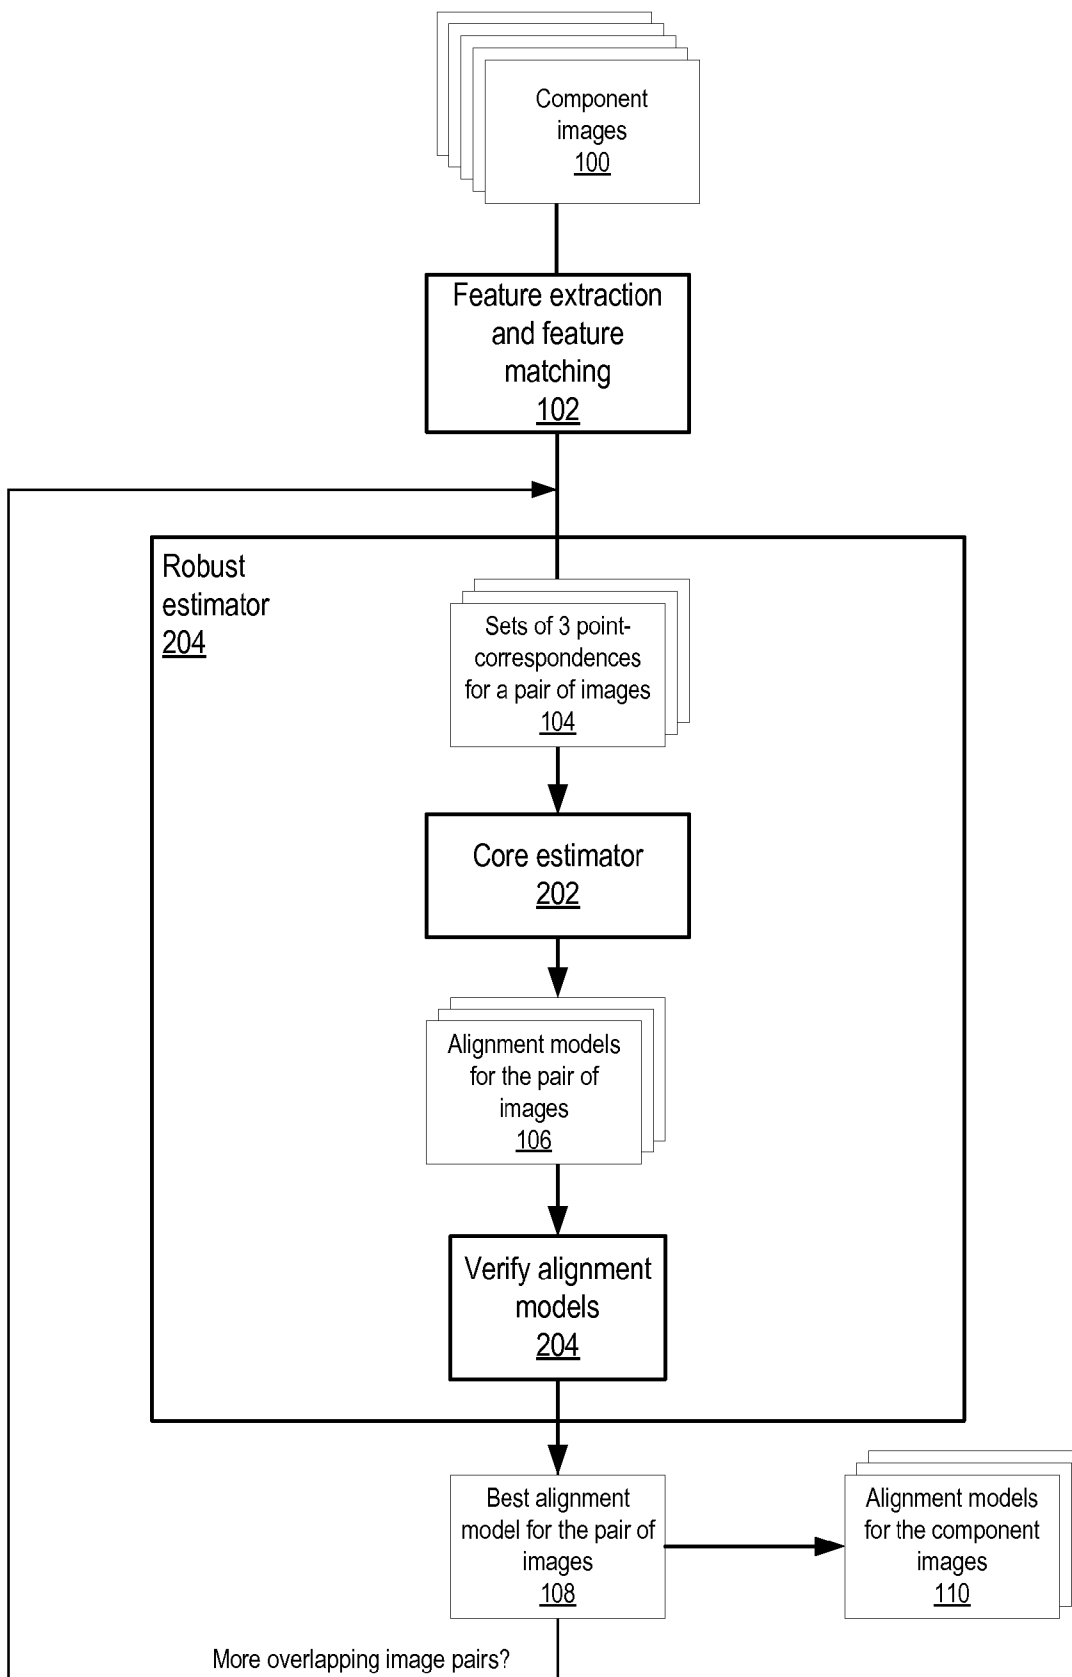 Component
images
100
Feature extraction
and feature
matching
102
Robust
estimator
204
Sets of 3 point-
correspondences
for a pair of images
104
Core estimator
202
Alignment models
for the pair of
images
106
Verify alignment
models
204
Best alignment
model for the pair of
images
108
Alignment models
for the component
images
110
More overlapping image pairs?